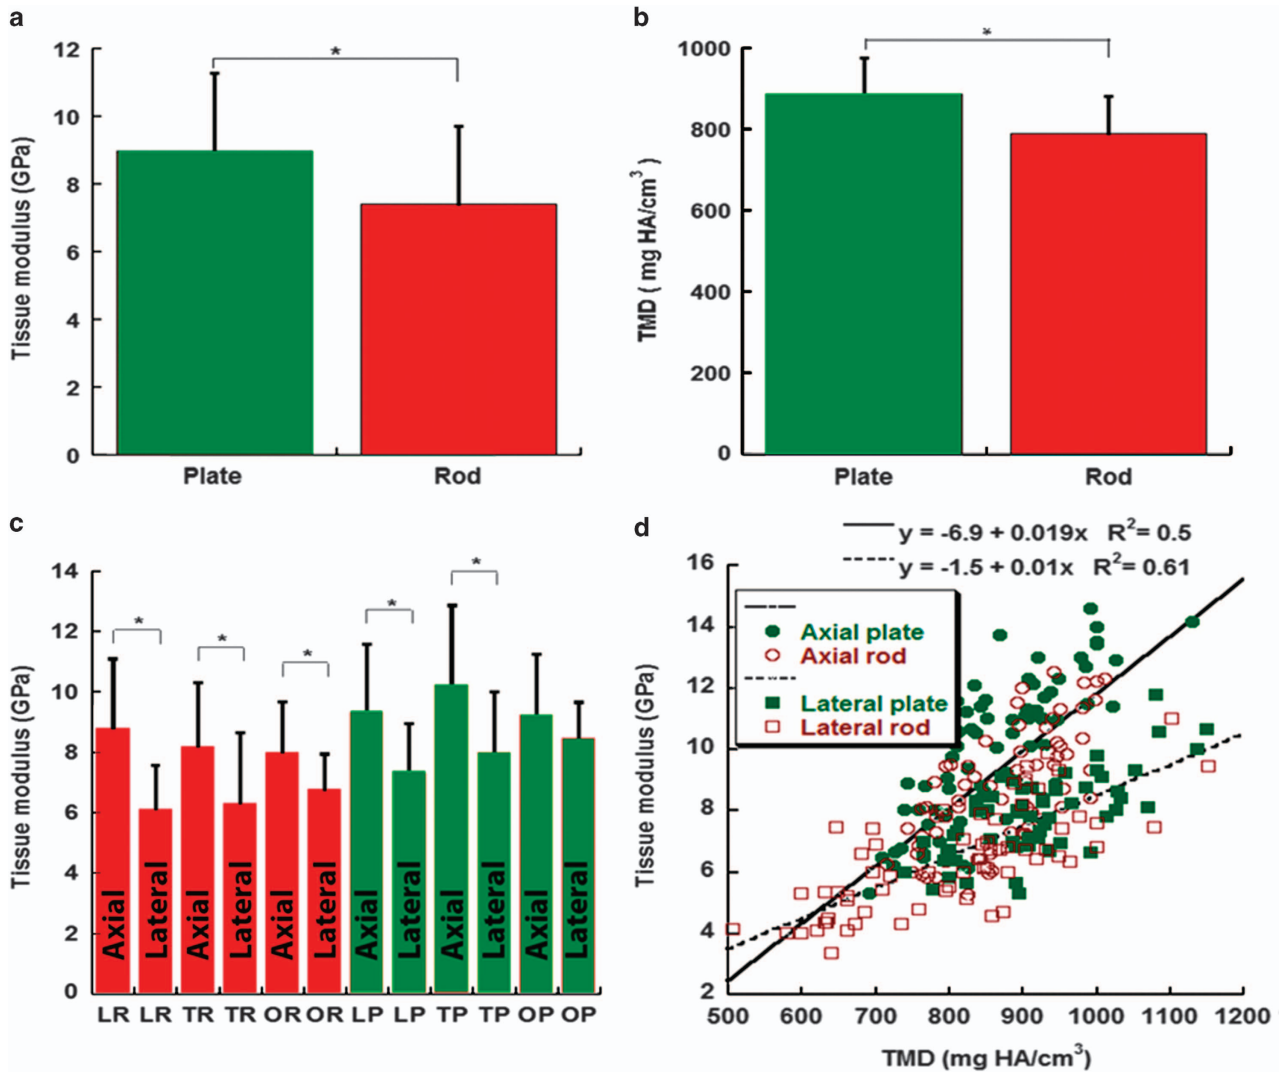 a
12
10
8
6
4
2
0
Tissue modulus (GPa)
*
Plate Rod
b
1000
800
600
400
200
0
TMD ( mg HA/cm³ )
*
Plate Rod
c
14
12
10
8
6
4
2
0
Tissue modulus (GPa)
* * * * *
Axial Lateral Axial Lateral Axial Lateral Axial Lateral Axial Lateral Axial Lateral
LR LR TR TR OR OR LP LP TP TP OP OP
d
y = -6.9 + 0.019x R²= 0.5
y = -1.5 + 0.01x R²= 0.61
16
14
12
10
8
6
4
2
Tissue modulus (GPa)
Axial plate
Axial rod
Lateral plate
Lateral rod
500 600 700 800 900 1000 1100 1200
TMD (mg HA/cm³)